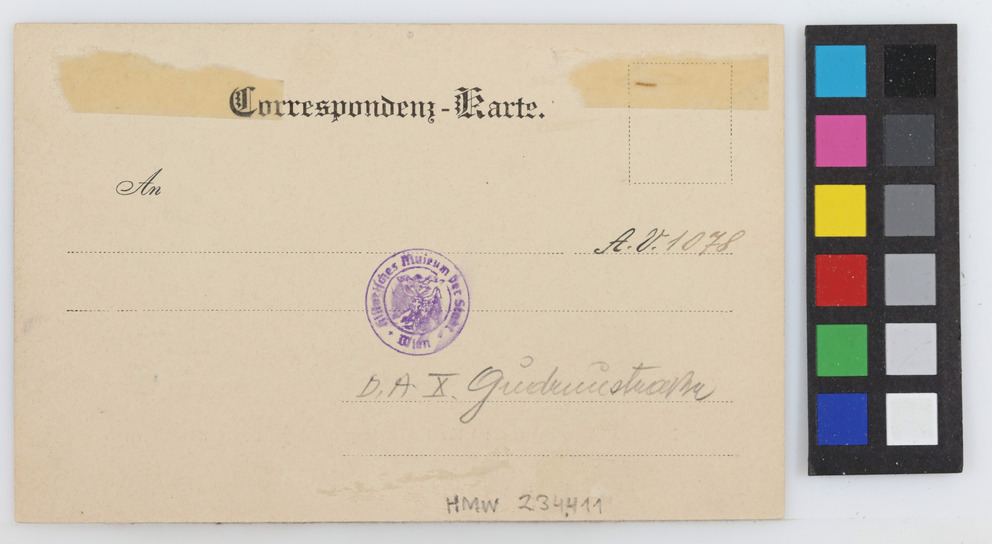 Correspondenz-Karte.
An
A. V. 1078
Historisches Museum der Stadt
Wien
D. A X. Gudrunstraße
HMW 234411